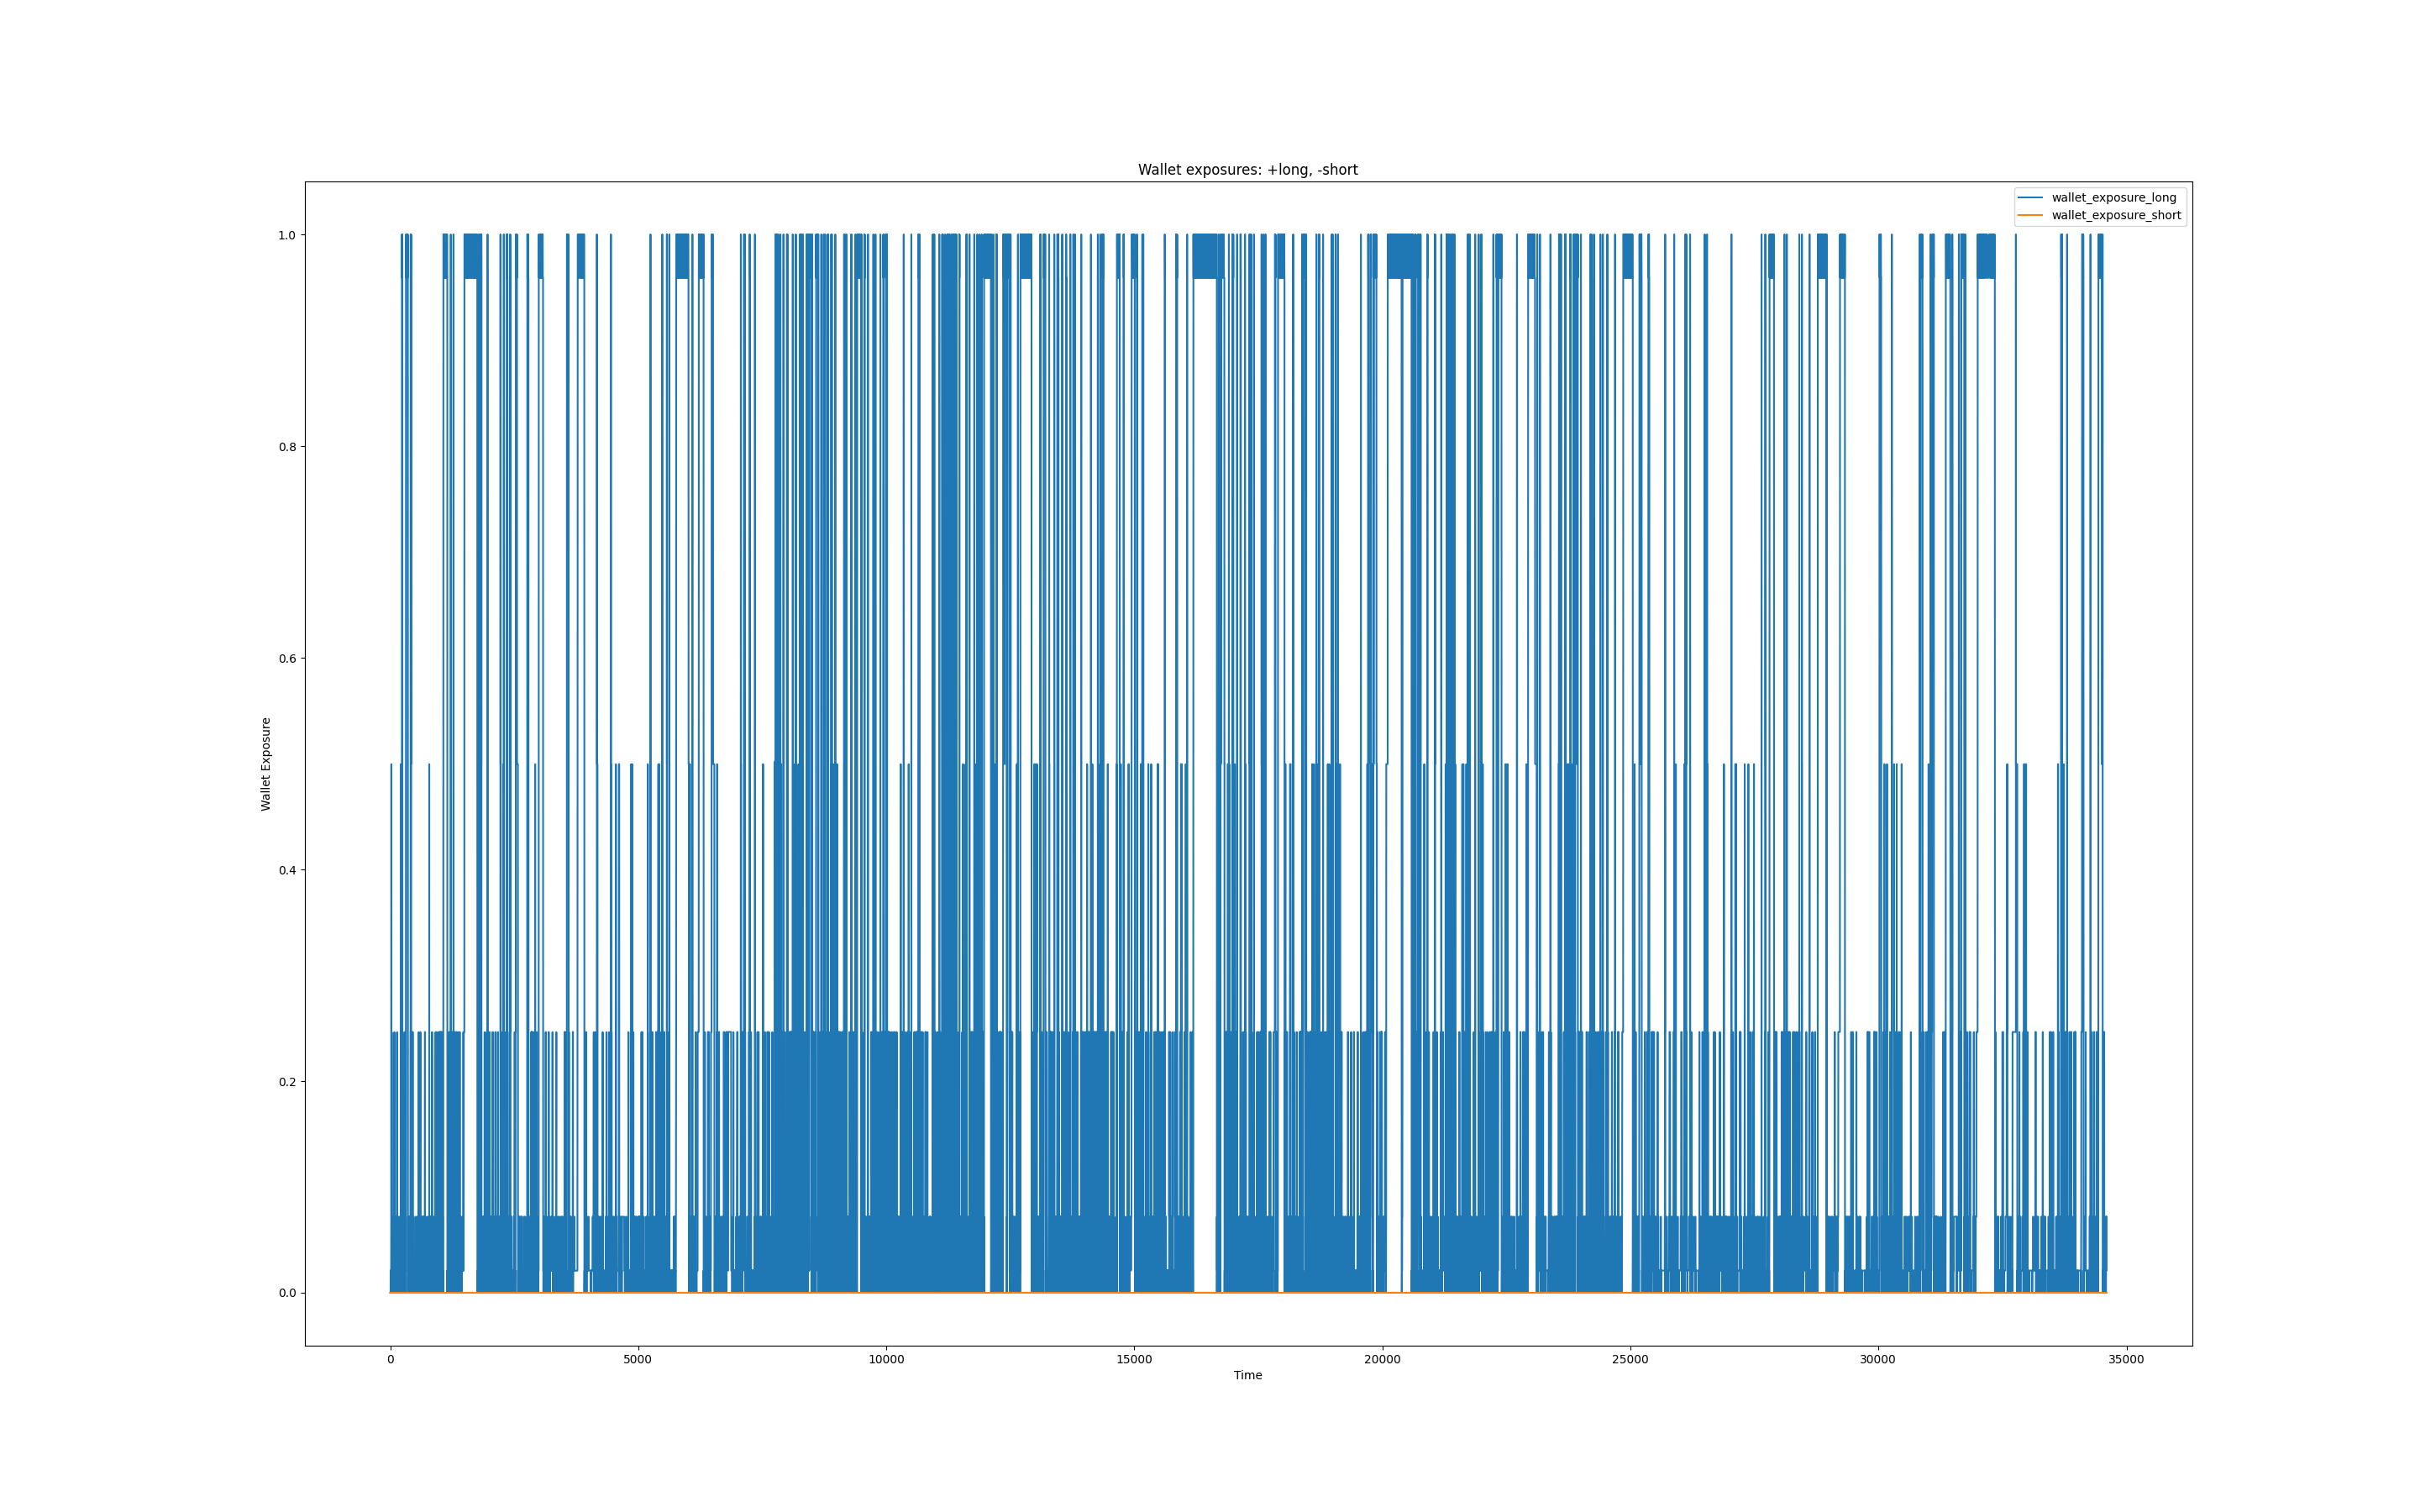 Wallet exposures: +long, -short
wallet_exposure_long
wallet_exposure_short
1.0
0.8
0.6
0.4
0.2
0.0
Wallet Exposure
0 5000 10000 15000 20000 25000 30000 35000
Time